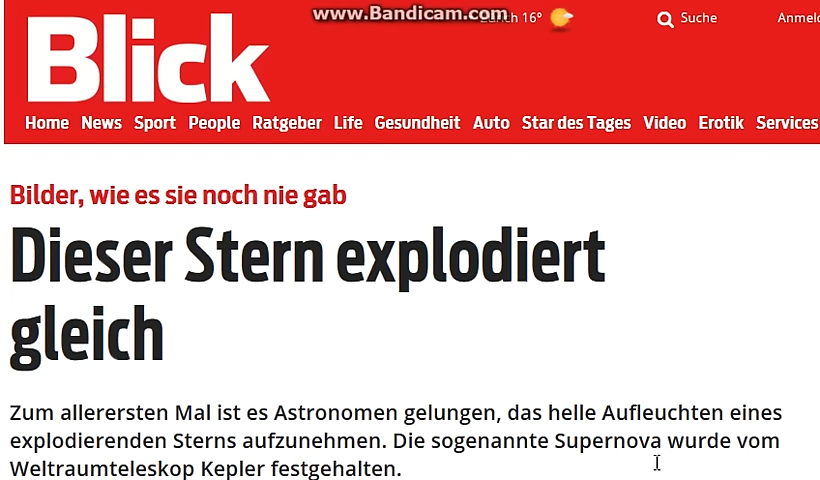 www.Bandicam.com
16°
Suche
Blick
Home News Sport People Ratgeber Life Gesundheit Auto Star des Tages Video Erotik Services
Bilder, wie es sie noch nie gab
Dieser Stern explodiert
gleich
Zum allerersten Mal ist es Astronomen gelungen, das helle Aufleuchten eines
explodierenden Sterns aufzunehmen. Die sogenannte Supernova wurde vom
Weltraumteleskop Kepler festgehalten.